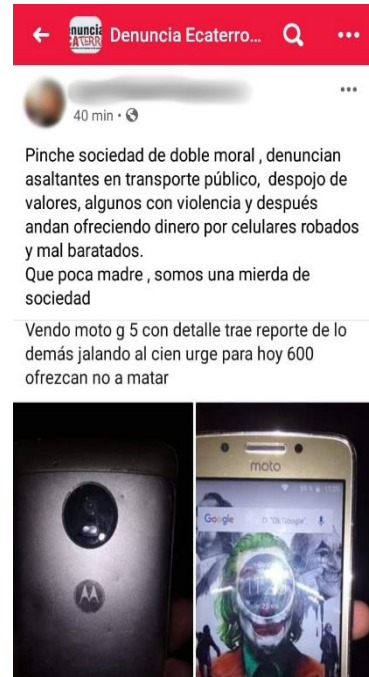 nuncia
EATERR
Denuncia Ecaterro...
40 min
Pinche sociedad de doble moral , denuncian
asaltantes en transporte público, despojo de
valores, algunos con violencia y después
andan ofreciendo dinero por celulares robados
y mal baratados.
Que poca madre , somos una mierda de
sociedad
Vendo moto g 5 con detalle trae reporte de lo
demás jalando al cien urge para hoy 600
ofrezcan no a matar
moto
Google